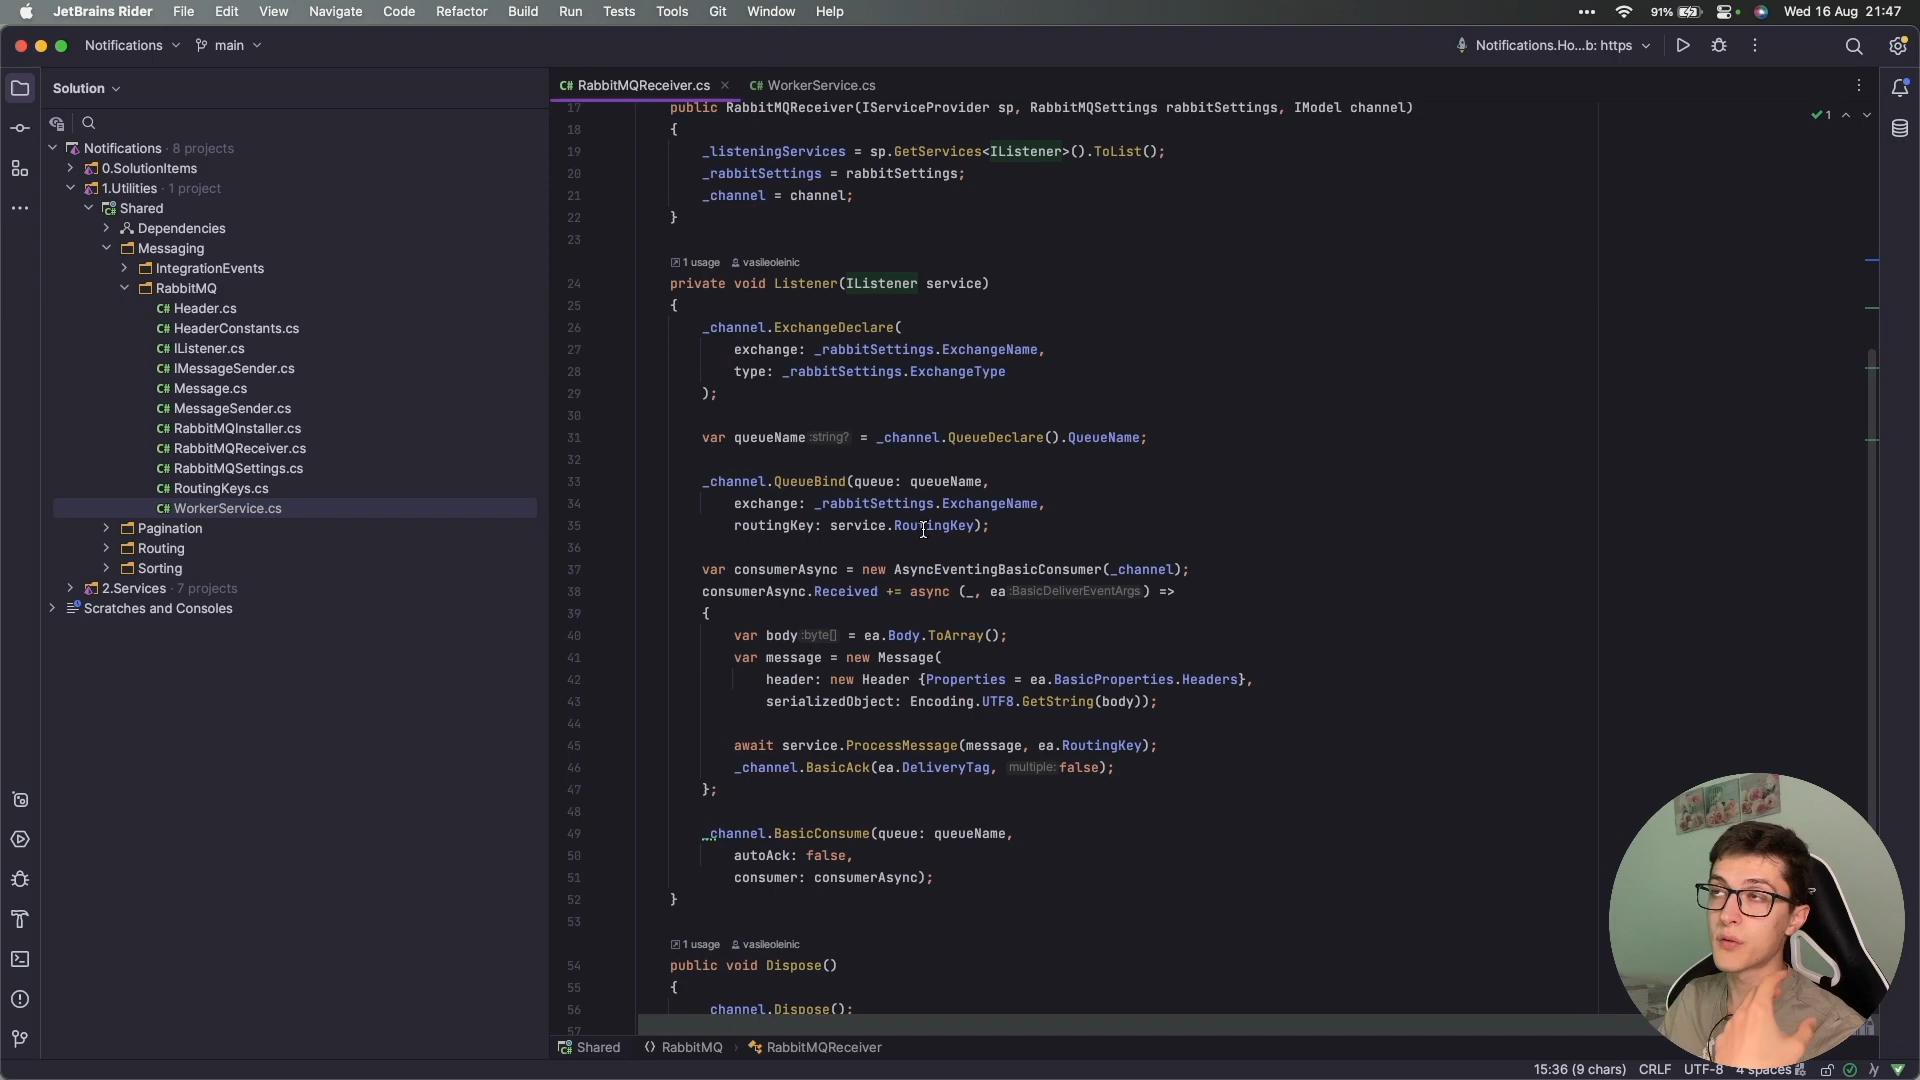 JetBrains Rider File Edit View Navigate Code Refactor Build Run Tests Tools Git Window Help 91% Wed 16 Aug 21:47
Notifications main Notifications.Ho...b: https
Solution
RabbitMQReceiver.cs
WorkerService.cs
Notifications · 8 projects
0.SolutionItems
1.Utilities · 1 project
Shared
Dependencies
Messaging
IntegrationEvents
RabbitMQ
C# Header.cs
C# HeaderConstants.cs
C# IListener.cs
C# IMessageSender.cs
C# Message.cs
C# MessageSender.cs
C# RabbitMQInstaller.cs
C# RabbitMQReceiver.cs
C# RabbitMQSettings.cs
C# RoutingKeys.cs
C# WorkerService.cs
Pagination
Routing
Sorting
2.Services · 7 projects
Scratches and Consoles
C# RabbitMQReceiver.cs C# WorkerService.cs
1
17 public RabbitMQReceiver(IServiceProvider sp, RabbitMQSettings rabbitSettings, IModel channel)
18 {
19 _listeningServices = sp.GetServices<IListener>().ToList();
20 _rabbitSettings = rabbitSettings;
21 _channel = channel;
22 }
23
1 usage vasileoleinic
24 private void Listener(IListener service)
25 {
26 _channel.ExchangeDeclare(
27 exchange: _rabbitSettings.ExchangeName,
28 type: _rabbitSettings.ExchangeType
29 );
30
31 var queueName :string? = _channel.QueueDeclare().QueueName;
32
33 _channel.QueueBind(queue: queueName,
34 exchange: _rabbitSettings.ExchangeName,
35 routingKey: service.RoutingKey);
36
37 var consumerAsync = new AsyncEventingBasicConsumer(_channel);
38 consumerAsync.Received += async (_, ea :BasicDeliverEventArgs ) =>
39 {
40 var body :byte[] = ea.Body.ToArray();
41 var message = new Message(
42 header: new Header {Properties = ea.BasicProperties.Headers},
43 serializedObject: Encoding.UTF8.GetString(body));
44
45 await service.ProcessMessage(message, ea.RoutingKey);
46 _channel.BasicAck(ea.DeliveryTag, multiple: false);
47 };
48
49 _channel.BasicConsume(queue: queueName,
50 autoAck: false,
51 consumer: consumerAsync);
52 }
53
1 usage vasileoleinic
54 public void Dispose()
55 {
56 _channel.Dispose();
57
Shared RabbitMQ RabbitMQReceiver
15:36 (9 chars) CRLF UTF-8 4 spaces